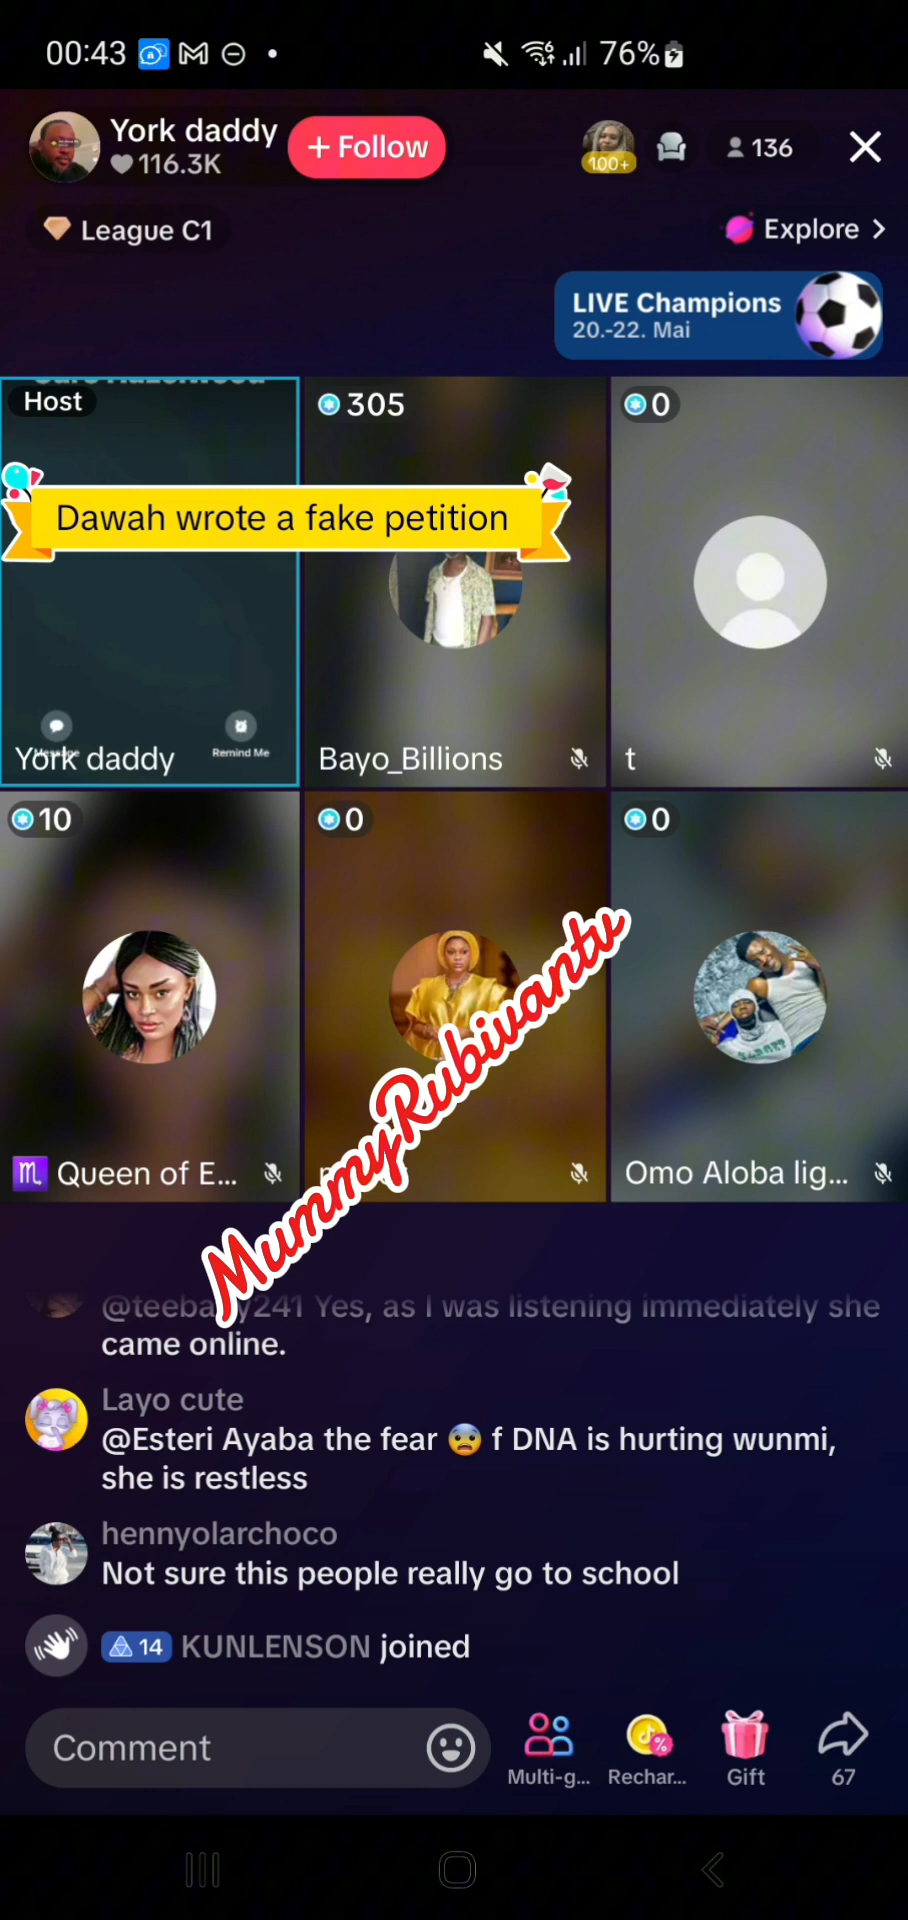 00:43
76%
York daddy
116.3K
+ Follow
100+
136
League C1
Explore >
LIVE Champions
20.-22. Mai
Host
305
0
Dawah wrote a fake petition
Remind Me
York daddy
Bayo_Billions
t
10
0
0
MummyRubivantv
Queen of E...
Omo Aloba lig...
Yes, as I was listening immediately she
came online.
Layo cute
@Esteri Ayaba the fear 😨 f DNA is hurting wunmi,
she is restless
hennyolarchoco
Not sure this people really go to school
14 KUNLENSON joined
Comment
Multi-g...
Rechar...
Gift
67